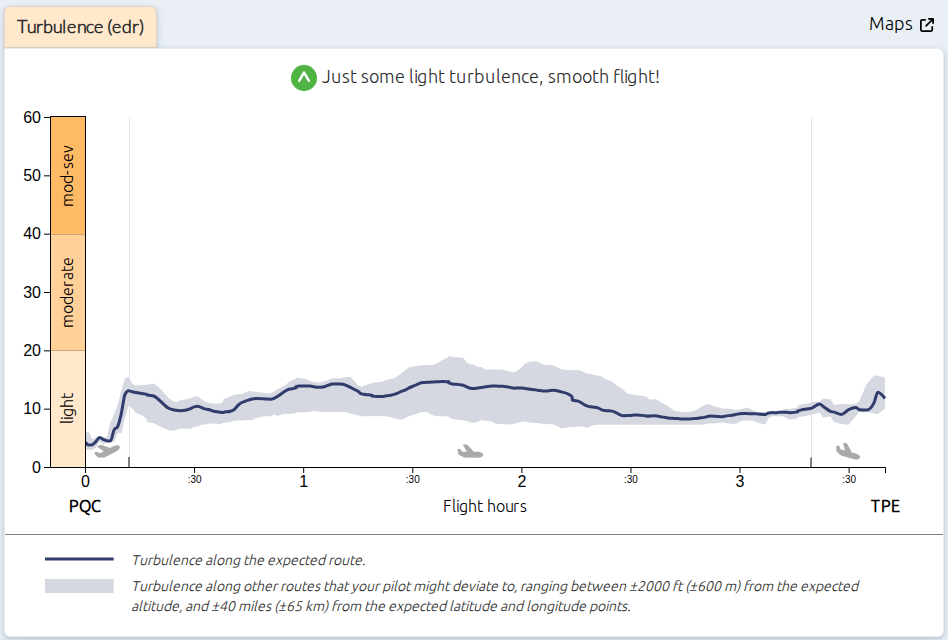 Turbulence (edr)
Maps
Just some light turbulence, smooth flight!
60
50
40
30
20
10
0
mod-sev
moderate
light
0 :30 1 :30 2 :30 3 :30
PQC Flight hours TPE
Turbulence along the expected route.
Turbulence along other routes that your pilot might deviate to, ranging between ±2000 ft (±600 m) from the expected
altitude, and ±40 miles (±65 km) from the expected latitude and longitude points.